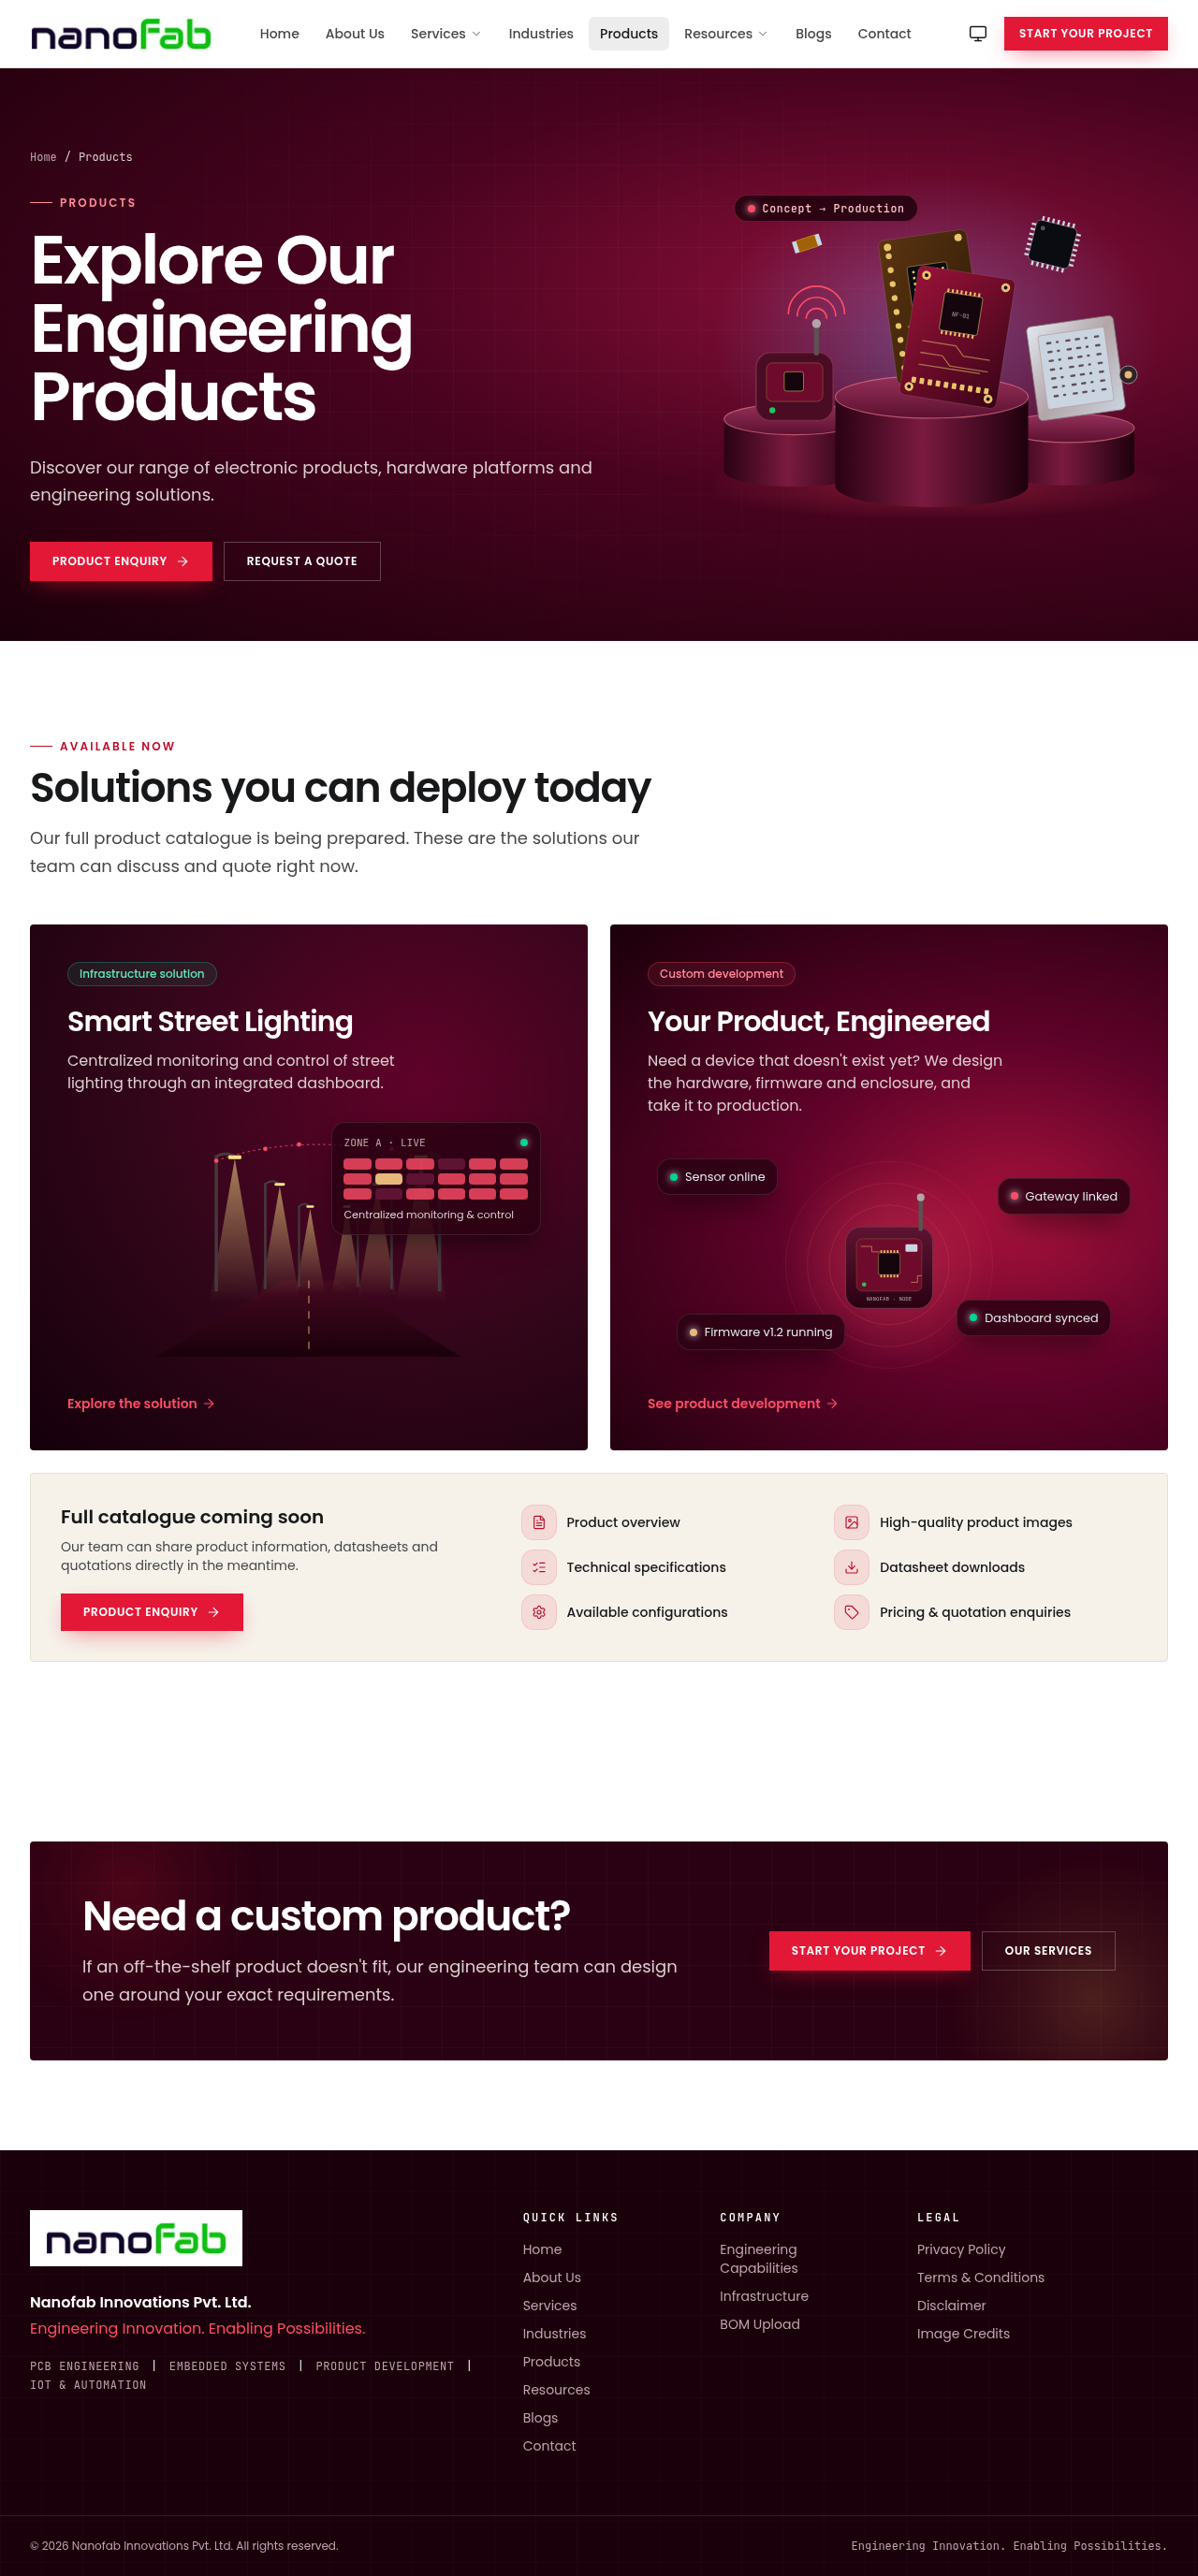 nanoFab
Home
About Us
Services
Industries
Products
Resources
Blogs
Contact
START YOUR PROJECT
Home / Products
PRODUCTS
Explore Our
Engineering
Products
Discover our range of electronic products, hardware platforms and
engineering solutions.
PRODUCT ENQUIRY →
REQUEST A QUOTE
Concept → Production
NF-01
AVAILABLE NOW
Solutions you can deploy today
Our full product catalogue is being prepared. These are the solutions our
team can discuss and quote right now.
Infrastructure solution
Smart Street Lighting
Centralized monitoring and control of street
lighting through an integrated dashboard.
ZONE A · LIVE
Centralized monitoring & control
Explore the solution →
Custom development
Your Product, Engineered
Need a device that doesn't exist yet? We design
the hardware, firmware and enclosure, and
take it to production.
Sensor online
Gateway linked
NANOFAB · NODE
Firmware v1.2 running
Dashboard synced
See product development →
Full catalogue coming soon
Our team can share product information, datasheets and
quotations directly in the meantime.
PRODUCT ENQUIRY →
Product overview
High-quality product images
Technical specifications
Datasheet downloads
Available configurations
Pricing & quotation enquiries
Need a custom product?
If an off-the-shelf product doesn't fit, our engineering team can design
one around your exact requirements.
START YOUR PROJECT →
OUR SERVICES
nanoFab
Nanofab Innovations Pvt. Ltd.
Engineering Innovation. Enabling Possibilities.
PCB ENGINEERING | EMBEDDED SYSTEMS | PRODUCT DEVELOPMENT |
IOT & AUTOMATION
QUICK LINKS
Home
About Us
Services
Industries
Products
Resources
Blogs
Contact
COMPANY
Engineering
Capabilities
Infrastructure
BOM Upload
LEGAL
Privacy Policy
Terms & Conditions
Disclaimer
Image Credits
© 2026 Nanofab Innovations Pvt. Ltd. All rights reserved.
Engineering Innovation. Enabling Possibilities.